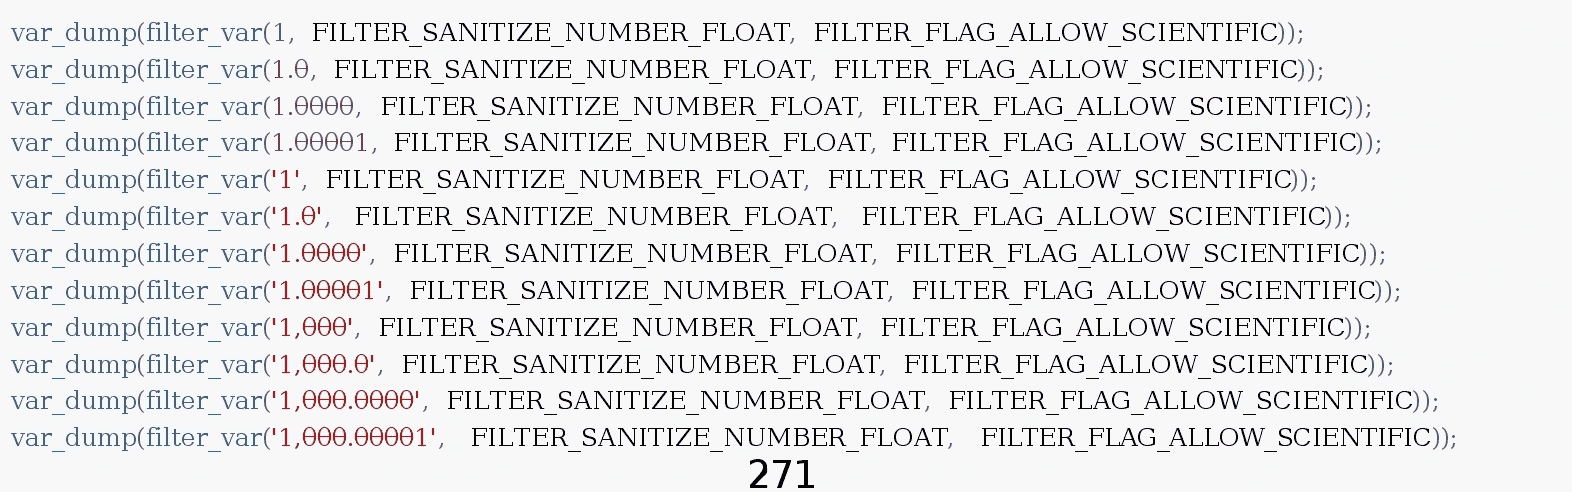 var_dump(filter_var(1, FILTER_SANITIZE_NUMBER_FLOAT, FILTER_FLAG_ALLOW_SCIENTIFIC));
var_dump(filter_var(1.0, FILTER_SANITIZE_NUMBER_FLOAT, FILTER_FLAG_ALLOW_SCIENTIFIC));
var_dump(filter_var(1.0000, FILTER_SANITIZE_NUMBER_FLOAT, FILTER_FLAG_ALLOW_SCIENTIFIC));
var_dump(filter_var(1.00001, FILTER_SANITIZE_NUMBER_FLOAT, FILTER_FLAG_ALLOW_SCIENTIFIC));
var_dump(filter_var('1', FILTER_SANITIZE_NUMBER_FLOAT, FILTER_FLAG_ALLOW_SCIENTIFIC));
var_dump(filter_var('1.0', FILTER_SANITIZE_NUMBER_FLOAT, FILTER_FLAG_ALLOW_SCIENTIFIC));
var_dump(filter_var('1.0000', FILTER_SANITIZE_NUMBER_FLOAT, FILTER_FLAG_ALLOW_SCIENTIFIC));
var_dump(filter_var('1.00001', FILTER_SANITIZE_NUMBER_FLOAT, FILTER_FLAG_ALLOW_SCIENTIFIC));
var_dump(filter_var('1,000', FILTER_SANITIZE_NUMBER_FLOAT, FILTER_FLAG_ALLOW_SCIENTIFIC));
var_dump(filter_var('1,000.0', FILTER_SANITIZE_NUMBER_FLOAT, FILTER_FLAG_ALLOW_SCIENTIFIC));
var_dump(filter_var('1,000.0000', FILTER_SANITIZE_NUMBER_FLOAT, FILTER_FLAG_ALLOW_SCIENTIFIC));
var_dump(filter_var('1,000.00001', FILTER_SANITIZE_NUMBER_FLOAT, FILTER_FLAG_ALLOW_SCIENTIFIC));
271